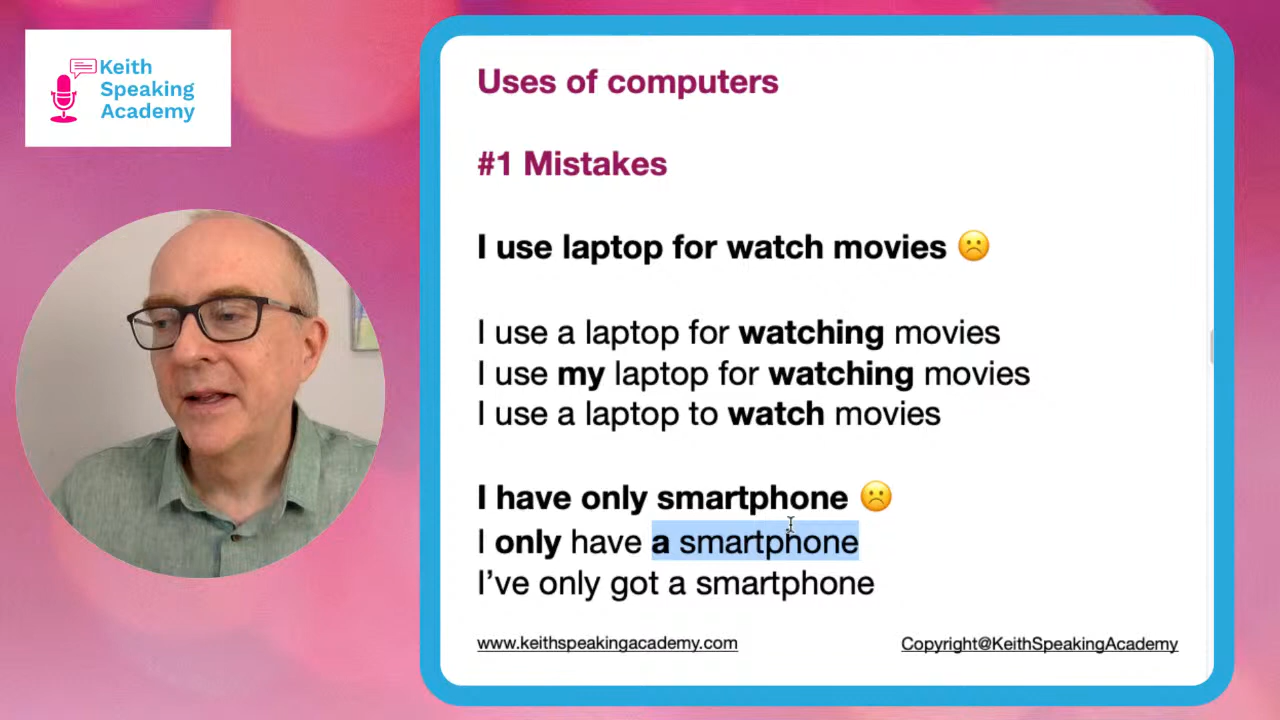 Keith
Speaking
Academy
Uses of computers
#1 Mistakes
I use laptop for watch movies ☹️
I use a laptop for watching movies
I use my laptop for watching movies
I use a laptop to watch movies
I have only smartphone ☹️
I only have a smartphone
I’ve only got a smartphone
www.keithspeakingacademy.com
Copyright@KeithSpeakingAcademy